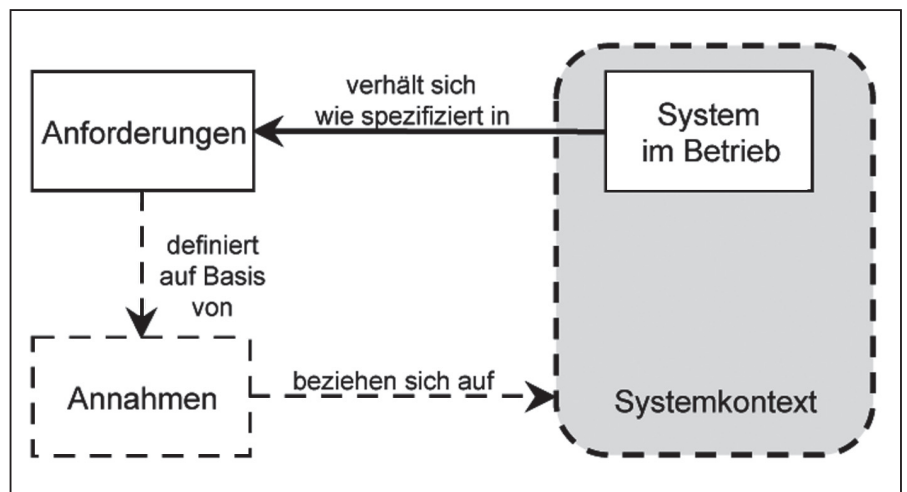 Anforderungen
verhält sich
wie spezifiziert in
System
im Betrieb
definiert
auf Basis
von
Annahmen
beziehen sich auf
Systemkontext